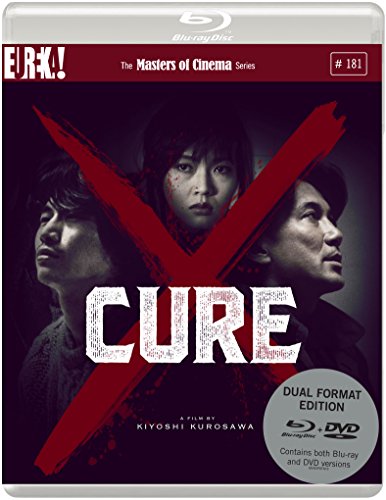 Blu-ray Disc
EUREKA!
The Masters of Cinema Series
# 181
CURE
A FILM BY
KIYOSHI KUROSAWA
DUAL FORMAT
EDITION
Blu-ray Disc + DVD
Contains both Blu-ray
and DVD versions